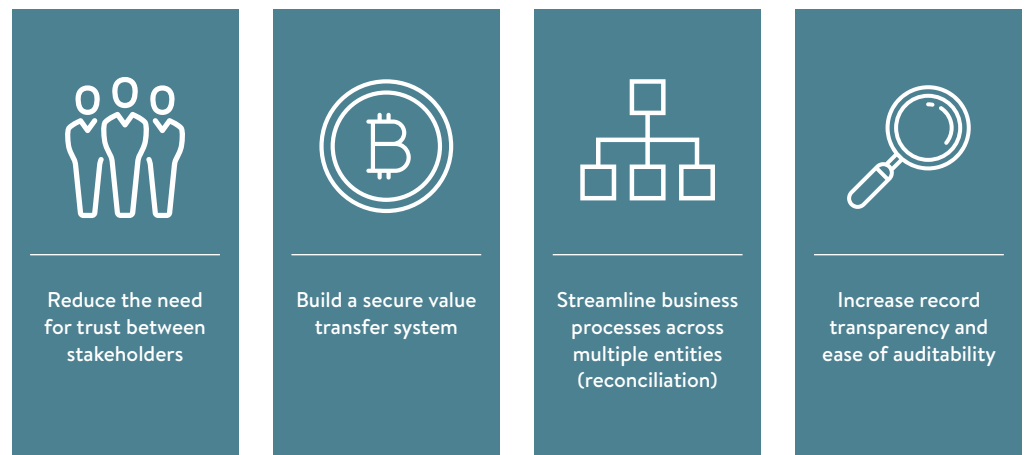 Reduce the need
for trust between
stakeholders
Build a secure value
transfer system
Streamline business
processes across
multiple entities
(reconciliation)
Increase record
transparency and
ease of auditability